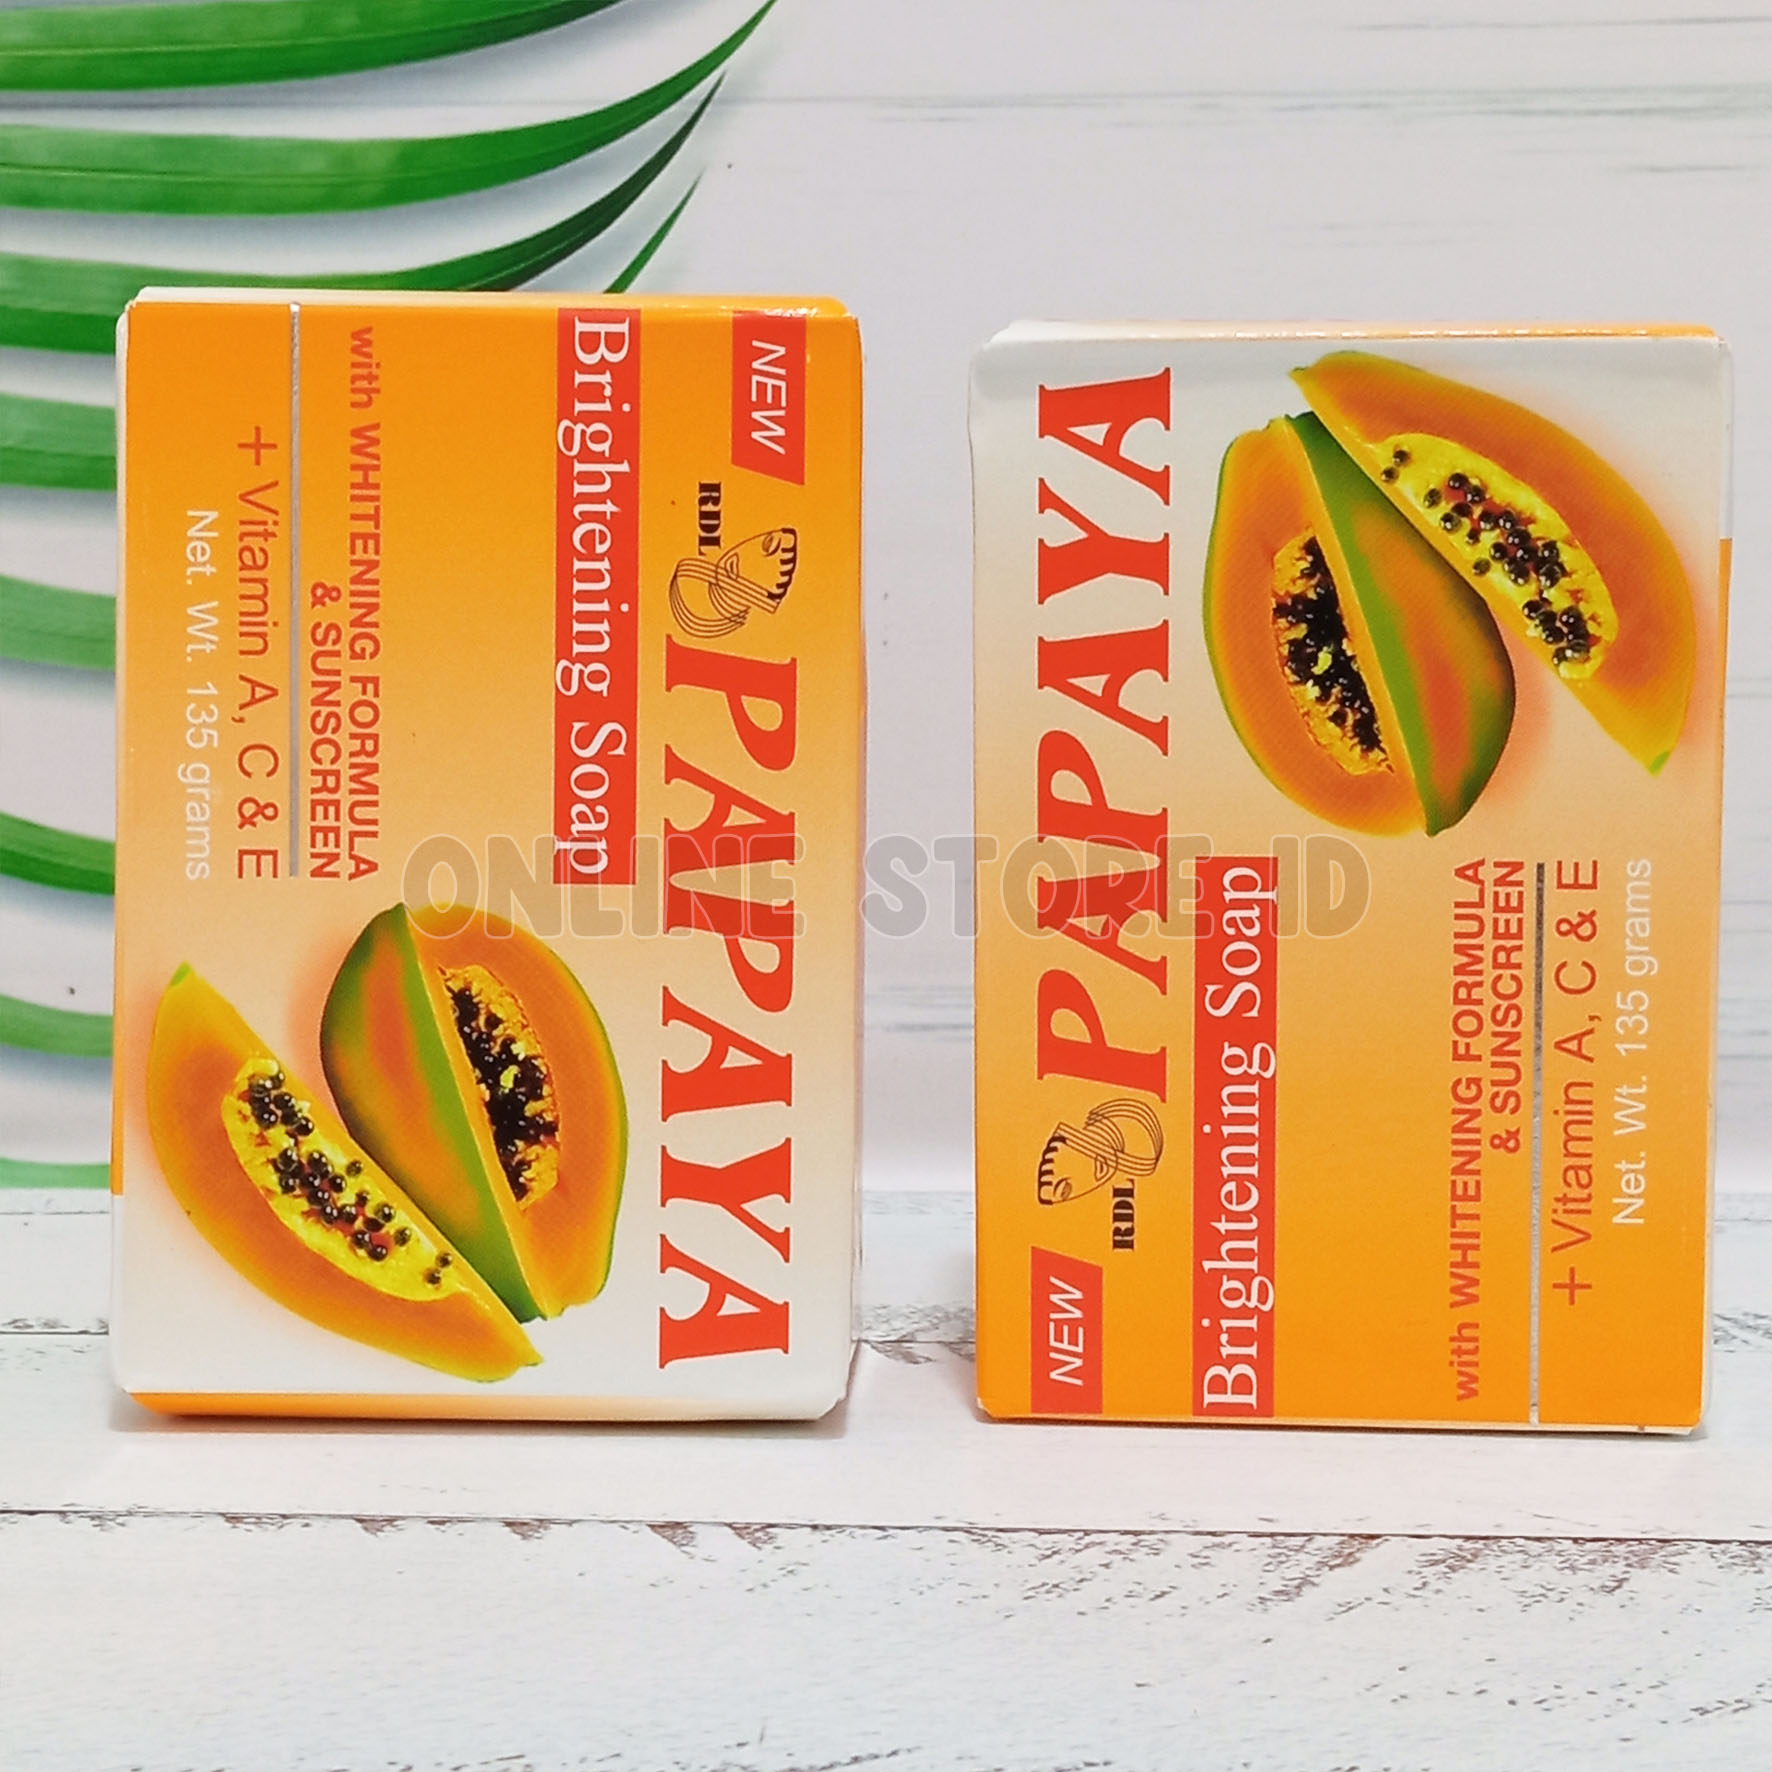 NEW
RDL
PAPAYA
Brightening Soap
with WHITENING FORMULA
& SUNSCREEN
+ Vitamin A, C & E
Net. Wt. 135 grams
PAPAYA
RDL
NEW
Brightening Soap
with WHITENING FORMULA
& SUNSCREEN
+ Vitamin A, C & E
Net. Wt. 135 grams
ONLINE STORE.ID